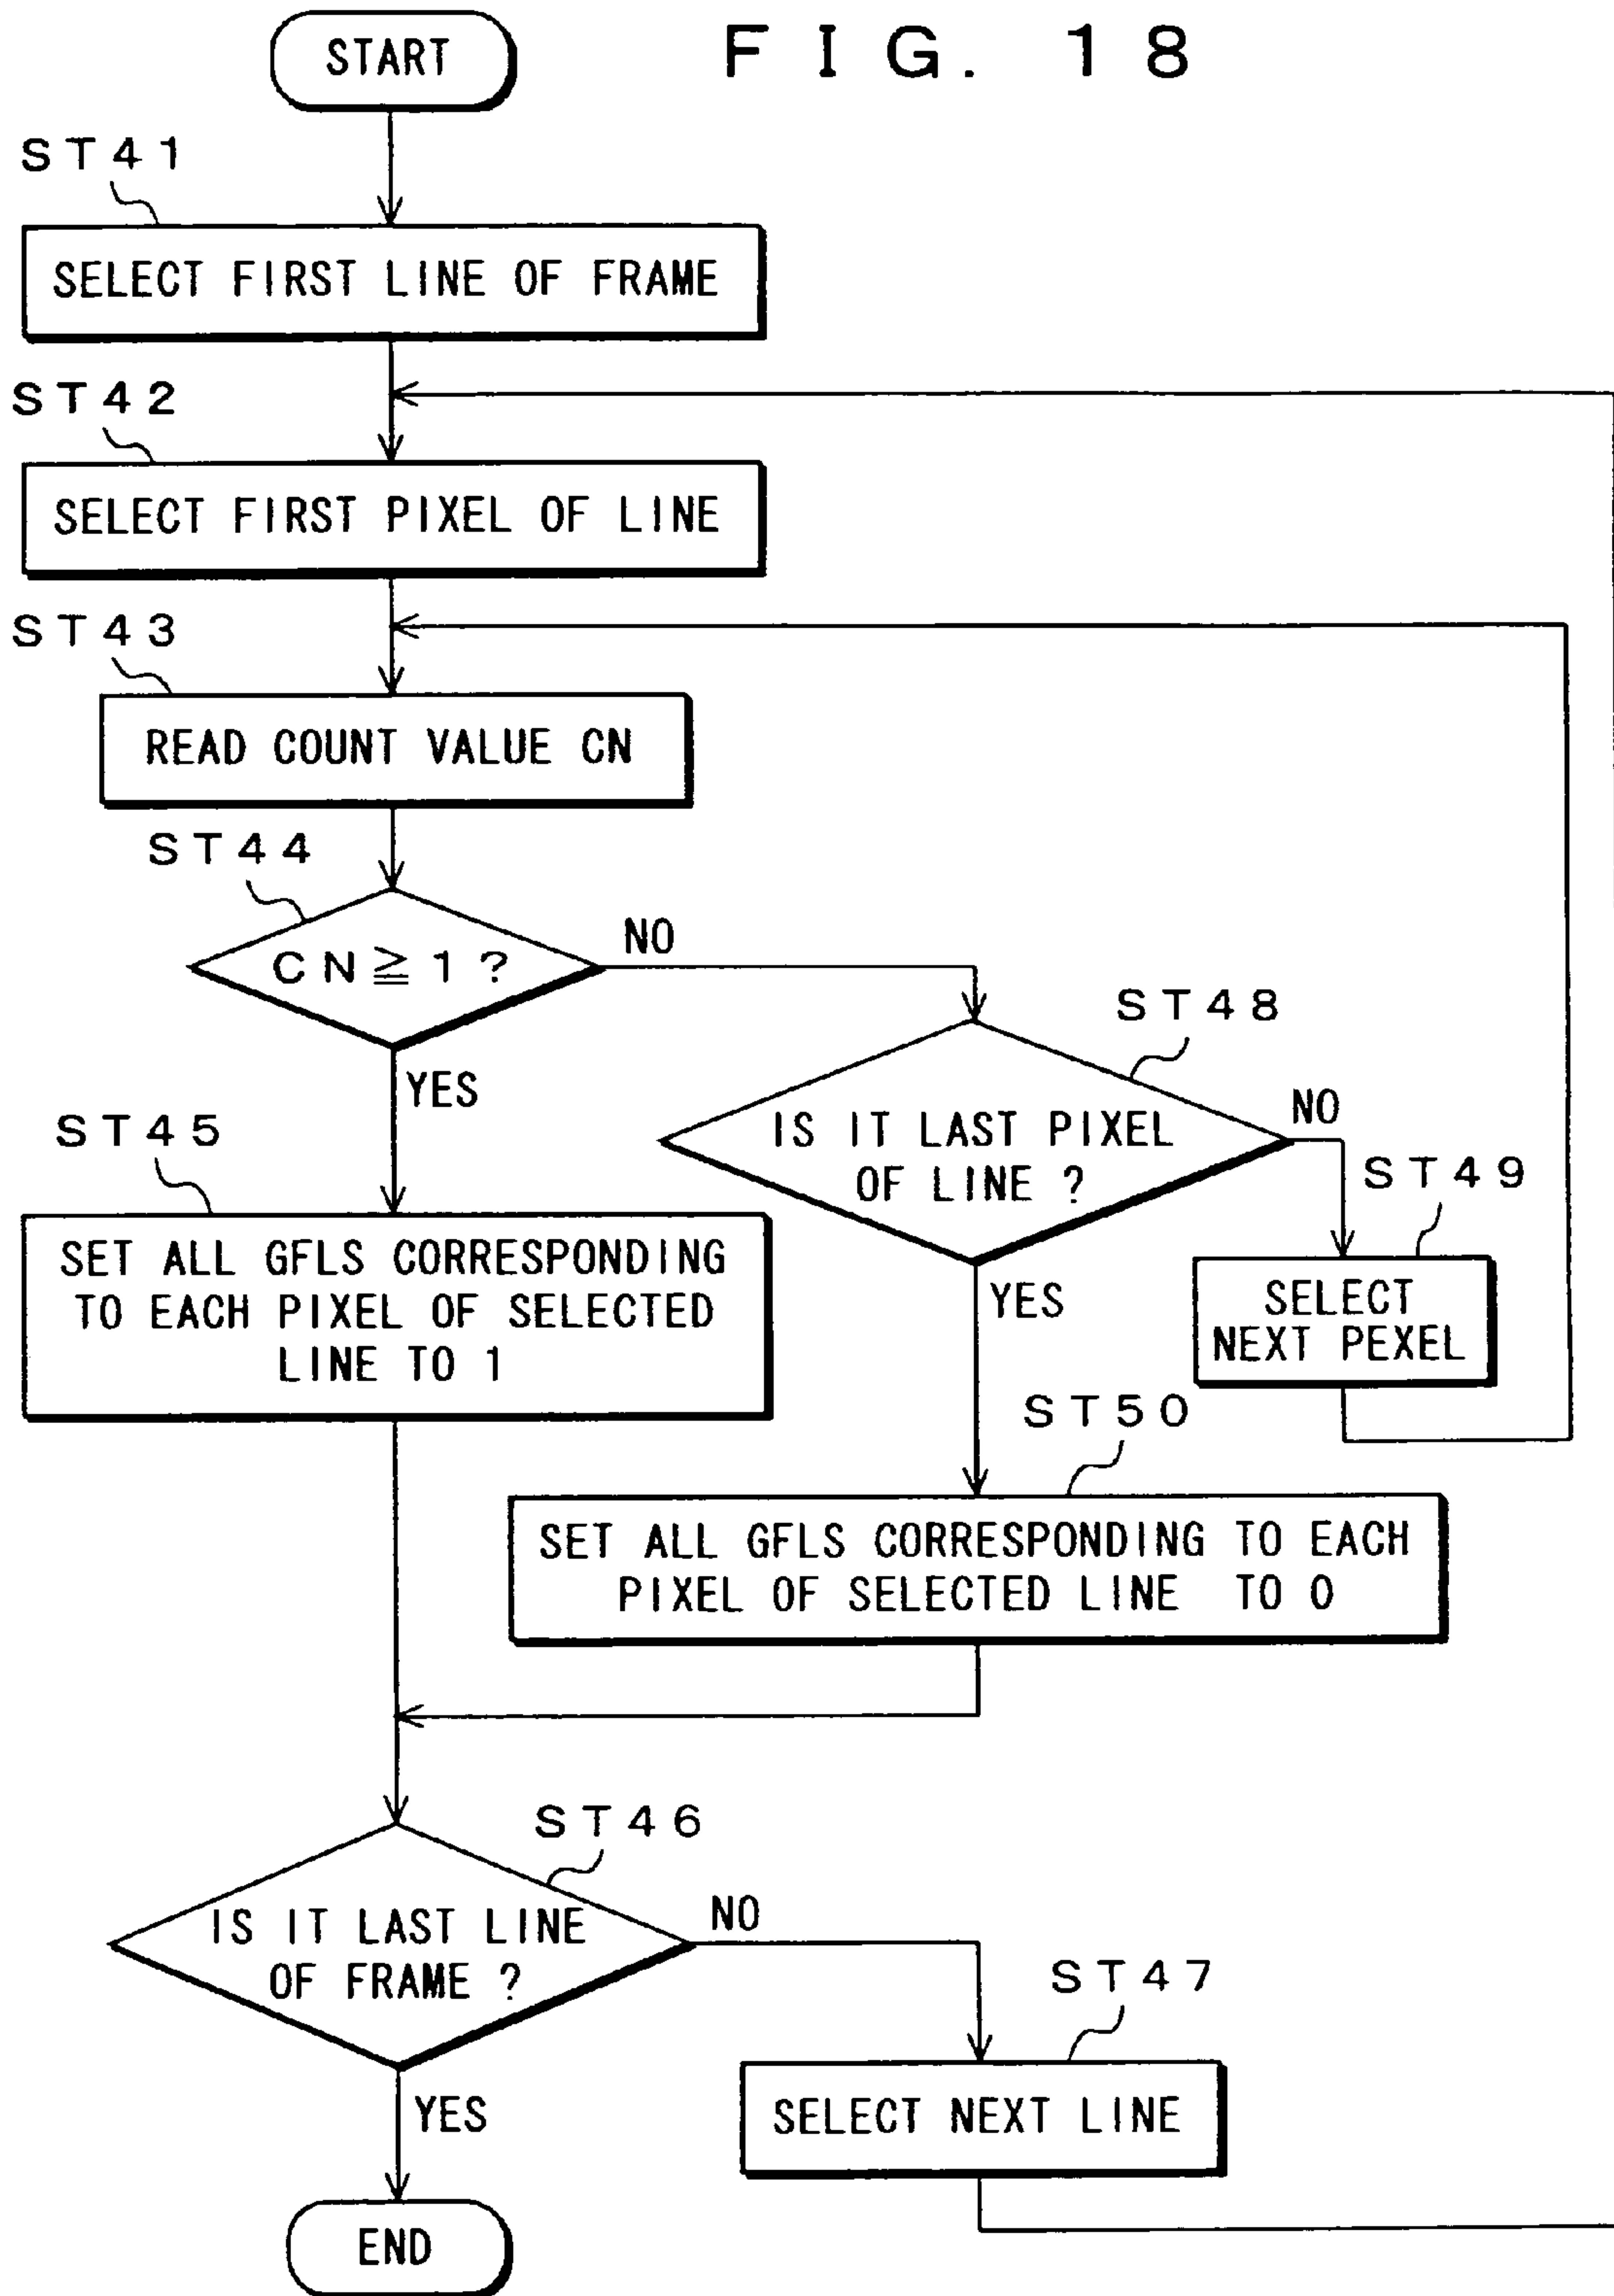 START
FIG. 18
ST41
SELECT FIRST LINE OF FRAME
ST42
SELECT FIRST PIXEL OF LINE
ST43
READ COUNT VALUE CN
ST44
CN≧1?
NO
YES
ST48
IS IT LAST PIXEL
OF LINE ?
NO
YES
ST49
SELECT
NEXT PEXEL
ST45
SET ALL GFLS CORRESPONDING
TO EACH PIXEL OF SELECTED
LINE TO 1
ST50
SET ALL GFLS CORRESPONDING TO EACH
PIXEL OF SELECTED LINE TO 0
ST46
IS IT LAST LINE
OF FRAME ?
NO
YES
ST47
SELECT NEXT LINE
END